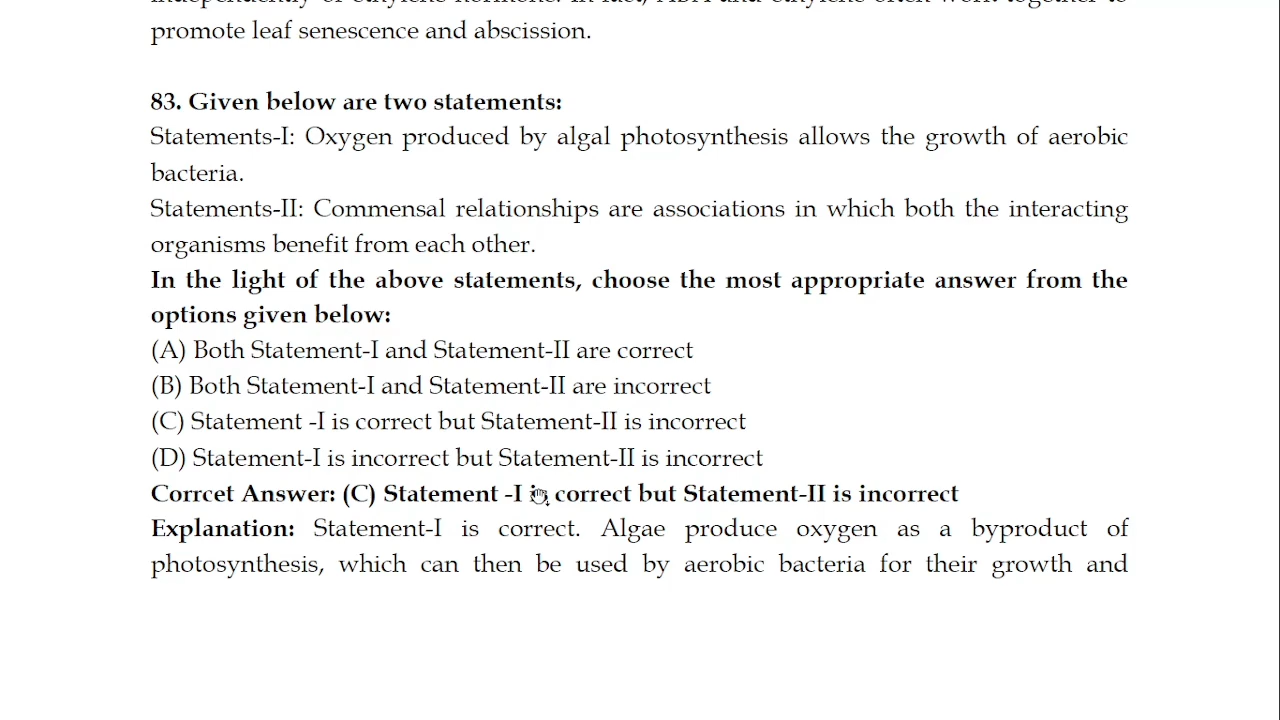 promote leaf senescence and abscission.
83. Given below are two statements:
Statements-I: Oxygen produced by algal photosynthesis allows the growth of aerobic
bacteria.
Statements-II: Commensal relationships are associations in which both the interacting
organisms benefit from each other.
In the light of the above statements, choose the most appropriate answer from the
options given below:
(A) Both Statement-I and Statement-II are correct
(B) Both Statement-I and Statement-II are incorrect
(C) Statement -I is correct but Statement-II is incorrect
(D) Statement-I is incorrect but Statement-II is incorrect
Corrcet Answer: (C) Statement -I is correct but Statement-II is incorrect
Explanation: Statement-I is correct. Algae produce oxygen as a byproduct of
photosynthesis, which can then be used by aerobic bacteria for their growth and